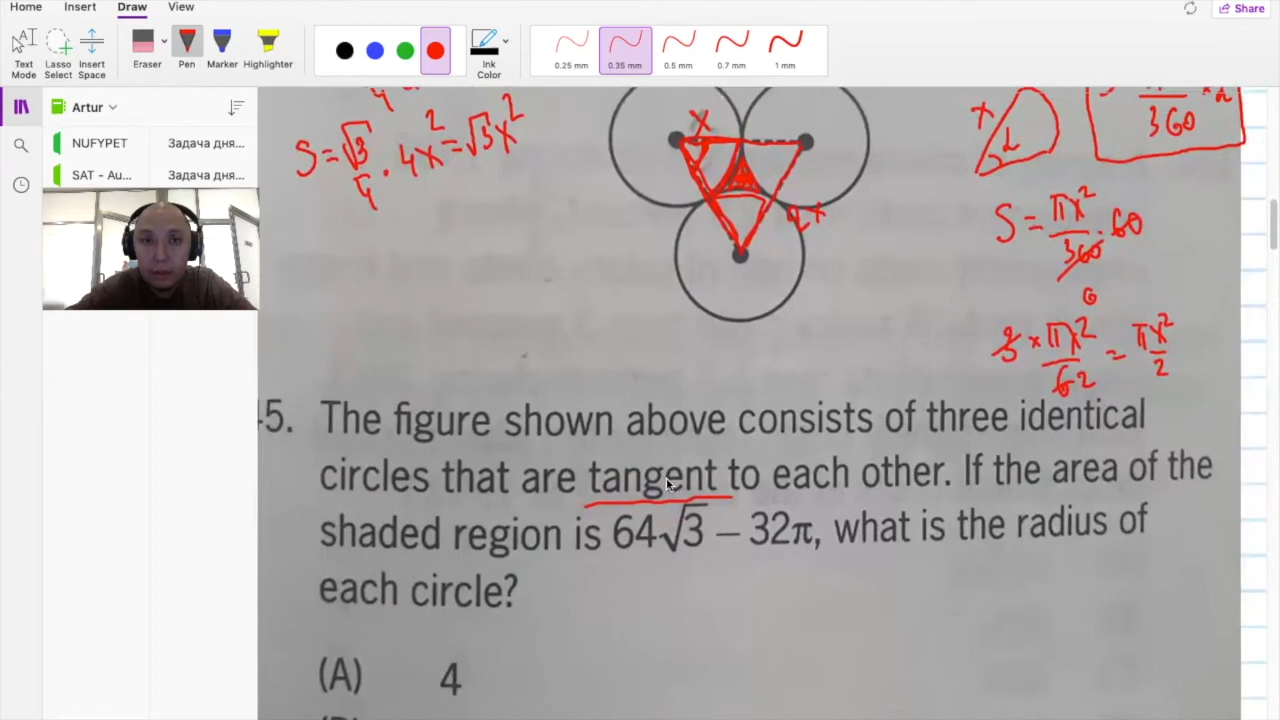 Home Insert Draw View
Share
Text Mode
Lasso Select
Insert Space
Eraser
Pen
Marker
Highlighter
Ink Color
0.25 mm
0.35 mm
0.5 mm
0.7 mm
1 mm
Artur
NUFYPET Задача дня...
SAT - Au... Задача дня...
S = √3/4 · 4x² = √3x²
x
2x
x
α
360
S = πx²/360 · 60
6
3 × πx²/6 2 = πx²/2
45. The figure shown above consists of three identical
circles that are tangent to each other. If the area of the
shaded region is 64√3 – 32π, what is the radius of
each circle?
(A) 4